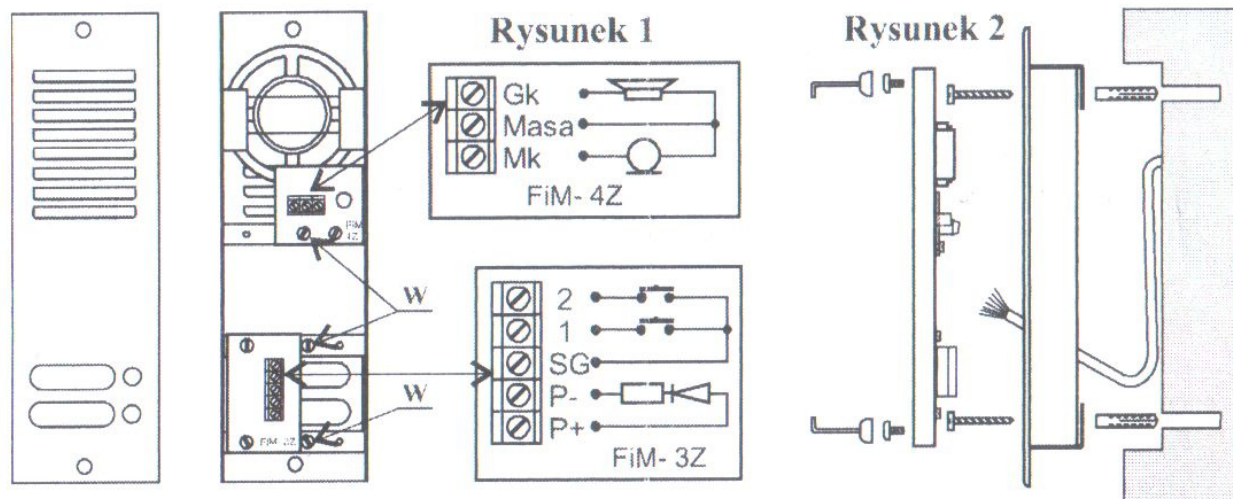 Rysunek 1
Gk
Masa
Mk
FiM- 4Z
FiM
4Z
W
2
1
SG
P-
P+
FiM- 3Z
W
FiM- 3Z
Rysunek 2